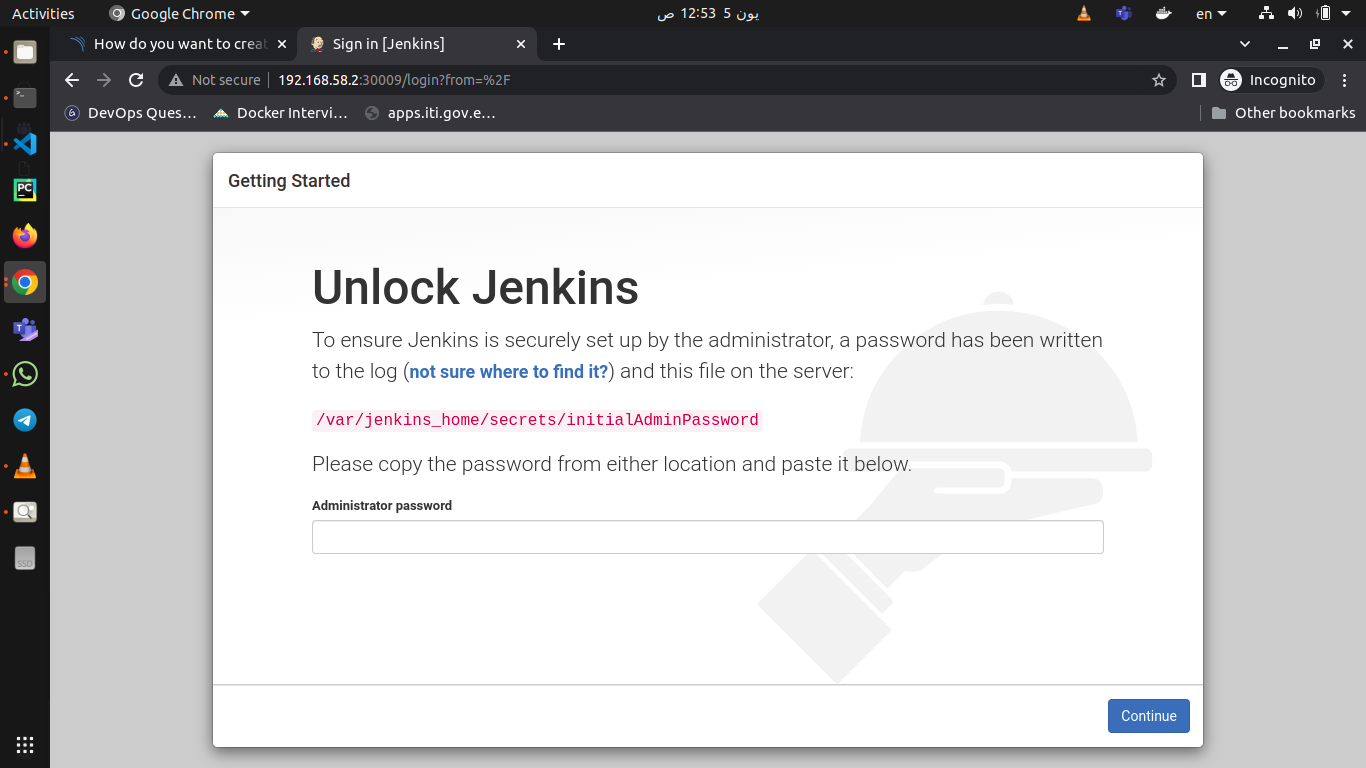 Activities
Google Chrome
يون 5 12:53 ص
en
How do you want to creat
Sign in [Jenkins]
Not secure
192.168.58.2:30009/login?from=%2F
Incognito
DevOps Ques...
Docker Intervi...
apps.iti.gov.e...
Other bookmarks
Getting Started
Unlock Jenkins
To ensure Jenkins is securely set up by the administrator, a password has been written
to the log (not sure where to find it?) and this file on the server:
/var/jenkins_home/secrets/initialAdminPassword
Please copy the password from either location and paste it below.
Administrator password
Continue
PC
SSD